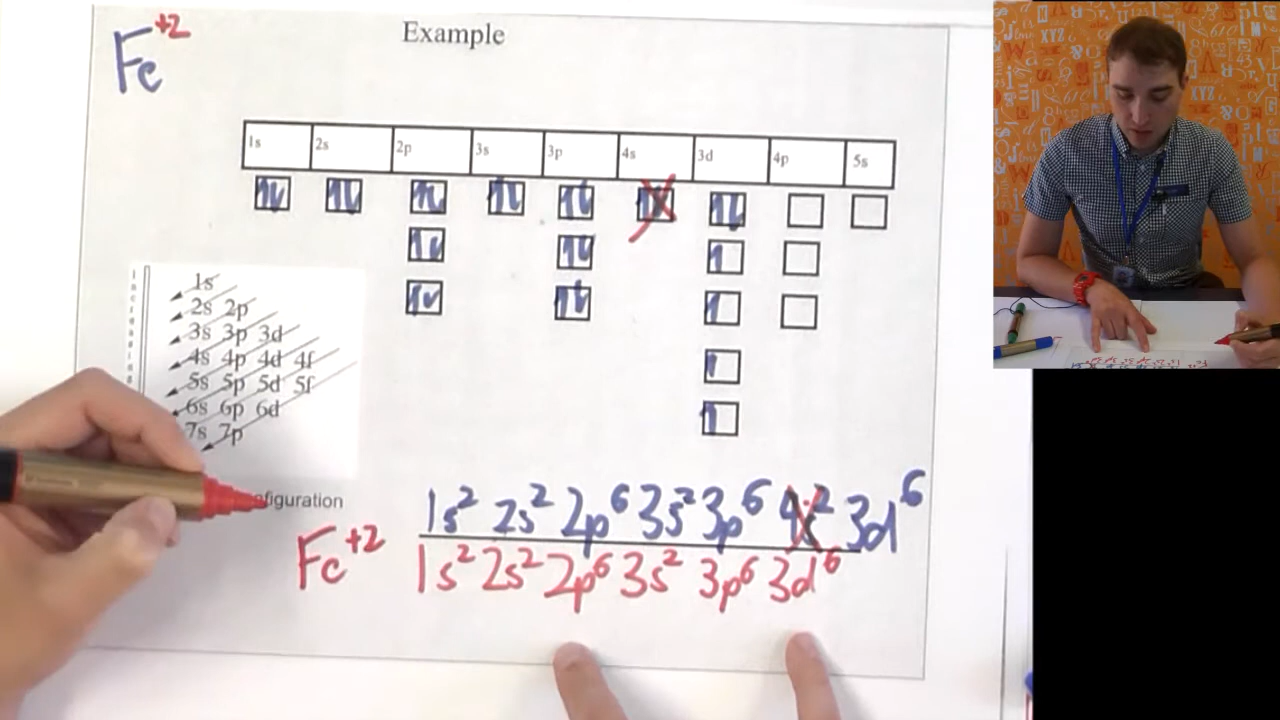 Fe+2
Example
1s 2s 2p 3s 3p 4s 3d 4p 5s
1s
2s 2p
3s 3p 3d
4s 4p 4d 4f
5s 5p 5d 5f
6s 6p 6d
7s 7p
figuration
1s² 2s² 2p⁶ 3s² 3p⁶ 4s² 3d⁶
Fe+2 1s² 2s² 2p⁶ 3s² 3p⁶ 3d⁶